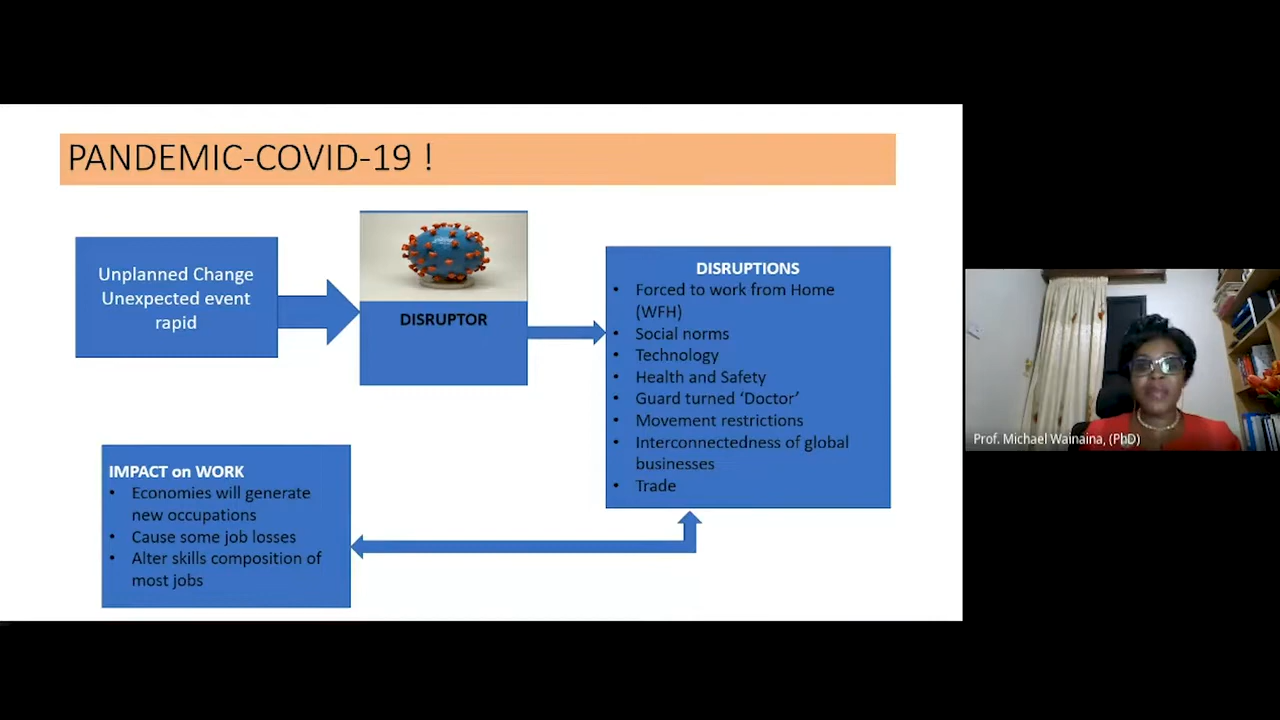 PANDEMIC-COVID-19 !
Unplanned Change
Unexpected event
rapid
DISRUPTOR
DISRUPTIONS
• Forced to work from Home
(WFH)
• Social norms
• Technology
• Health and Safety
• Guard turned ‘Doctor’
• Movement restrictions
• Interconnectedness of global
businesses
• Trade
IMPACT on WORK
• Economies will generate
new occupations
• Cause some job losses
• Alter skills composition of
most jobs
Prof. Michael Wainaina, (PhD)